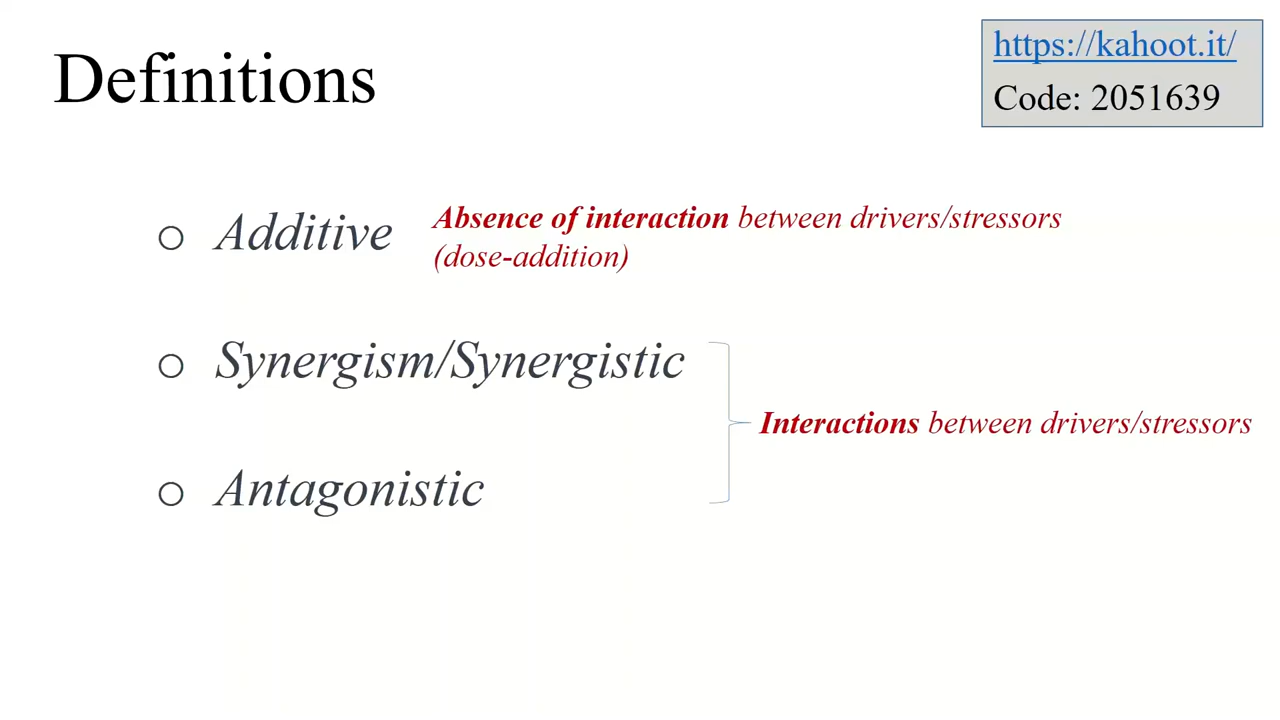 Definitions
https://kahoot.it/
Code: 2051639
o Additive
Absence of interaction between drivers/stressors
(dose-addition)
o Synergism/Synergistic
Interactions between drivers/stressors
o Antagonistic